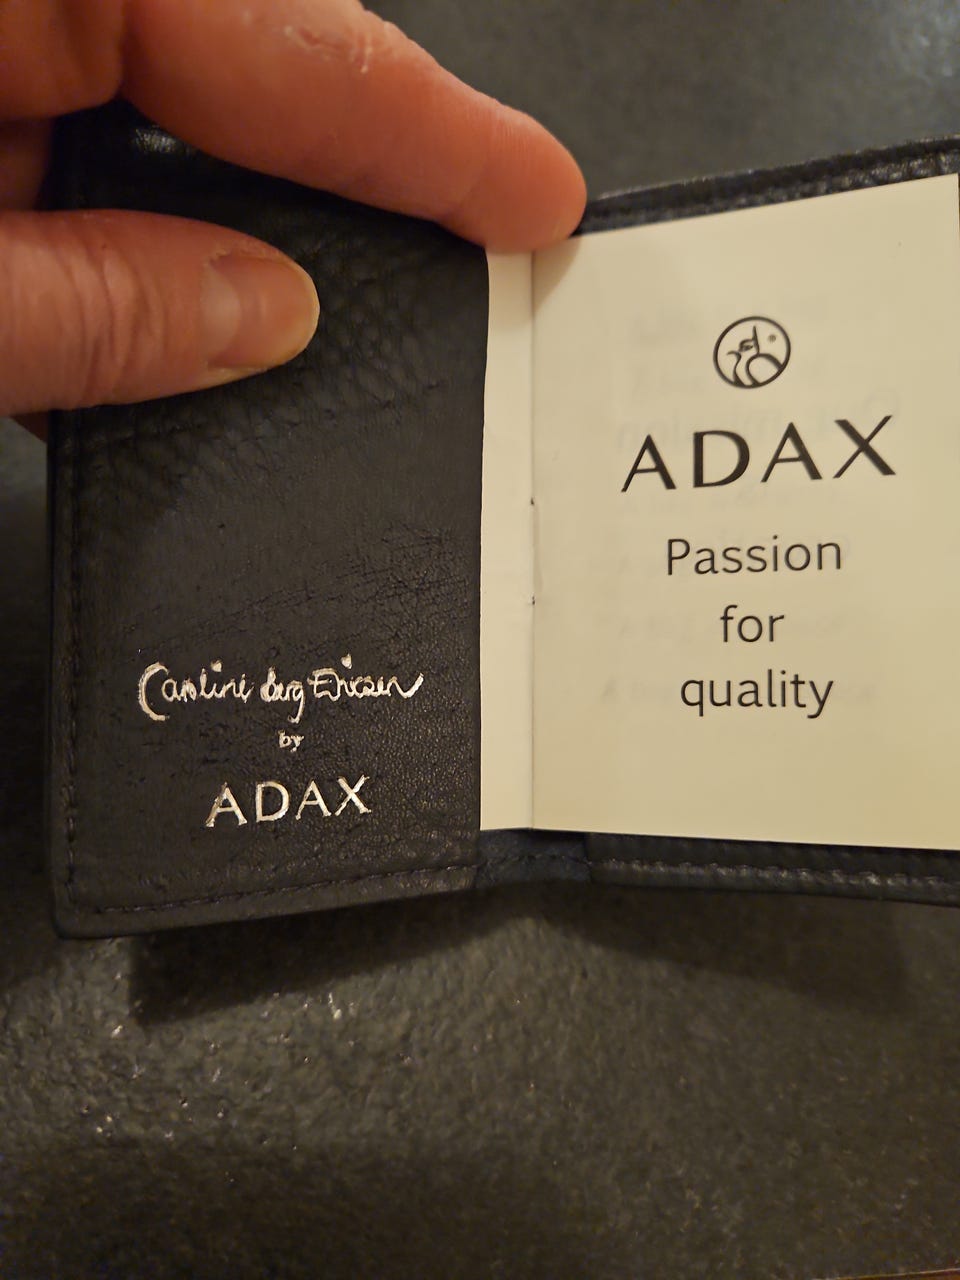 Caroline Berg Eriksen
by
ADAX
ADAX
Passion
for
quality